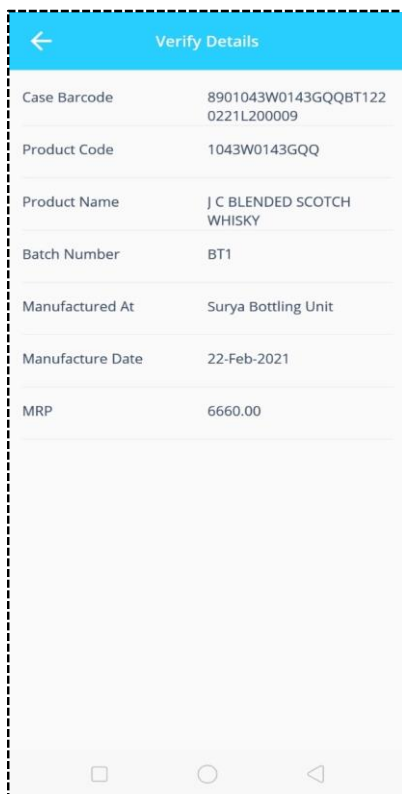 Verify Details
Case Barcode 8901043W0143GQQBT122
0221L200009
Product Code 1043W0143GQQ
Product Name J C BLENDED SCOTCH
WHISKY
Batch Number BT1
Manufactured At Surya Bottling Unit
Manufacture Date 22-Feb-2021
MRP 6660.00